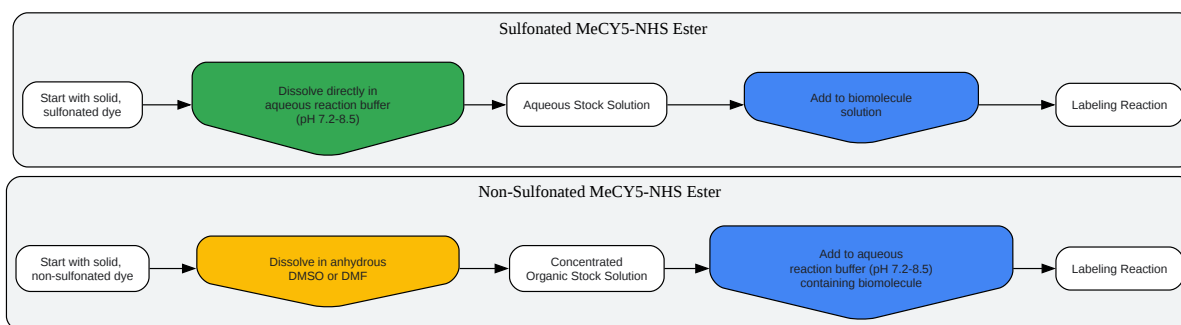 Sulfonated MeCY5-NHS Ester
Start with solid,
sulfonated dye
Dissolve directly in
aqueous reaction buffer
(pH 7.2-8.5)
Aqueous Stock Solution
Add to biomolecule
solution
Labeling Reaction
Non-Sulfonated MeCY5-NHS Ester
Start with solid,
non-sulfonated dye
Dissolve in anhydrous
DMSO or DMF
Concentrated
Organic Stock Solution
Add to aqueous
reaction buffer (pH 7.2-8.5)
containing biomolecule
Labeling Reaction